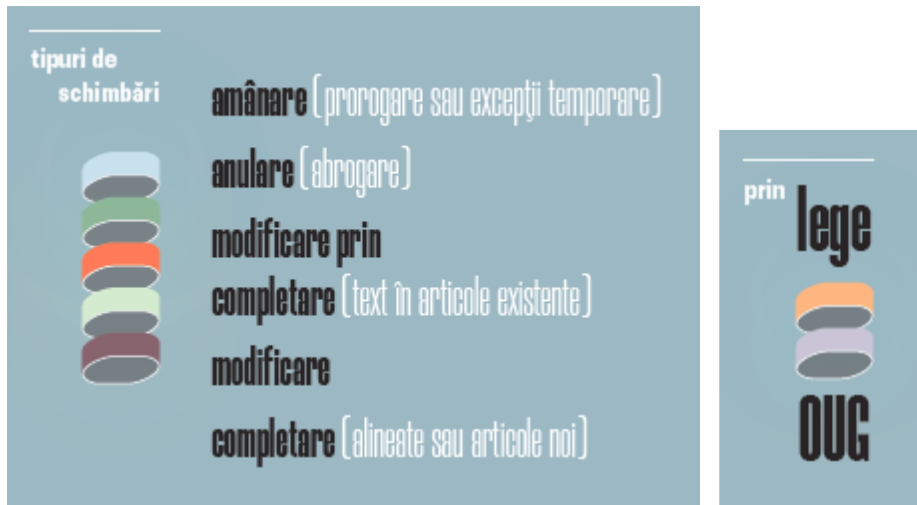 tipuri de
schimbări
amânare (prorogare sau excepţii temporare)
anulare (abrogare)
modificare prin
completare (text în articole existente)
modificare
completare (alineate sau articole noi)
prin
lege
OUG